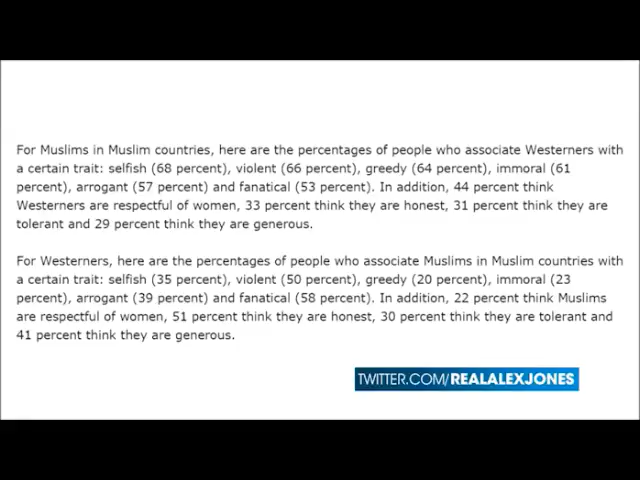 For Muslims in Muslim countries, here are the percentages of people who associate Westerners with
a certain trait: selfish (68 percent), violent (66 percent), greedy (64 percent), immoral (61
percent), arrogant (57 percent) and fanatical (53 percent). In addition, 44 percent think
Westerners are respectful of women, 33 percent think they are honest, 31 percent think they are
tolerant and 29 percent think they are generous.
For Westerners, here are the percentages of people who associate Muslims in Muslim countries with
a certain trait: selfish (35 percent), violent (50 percent), greedy (20 percent), immoral (23
percent), arrogant (39 percent) and fanatical (58 percent). In addition, 22 percent think Muslims
are respectful of women, 51 percent think they are honest, 30 percent think they are tolerant and
41 percent think they are generous.
TWITTER.COM/REALALEXJONES